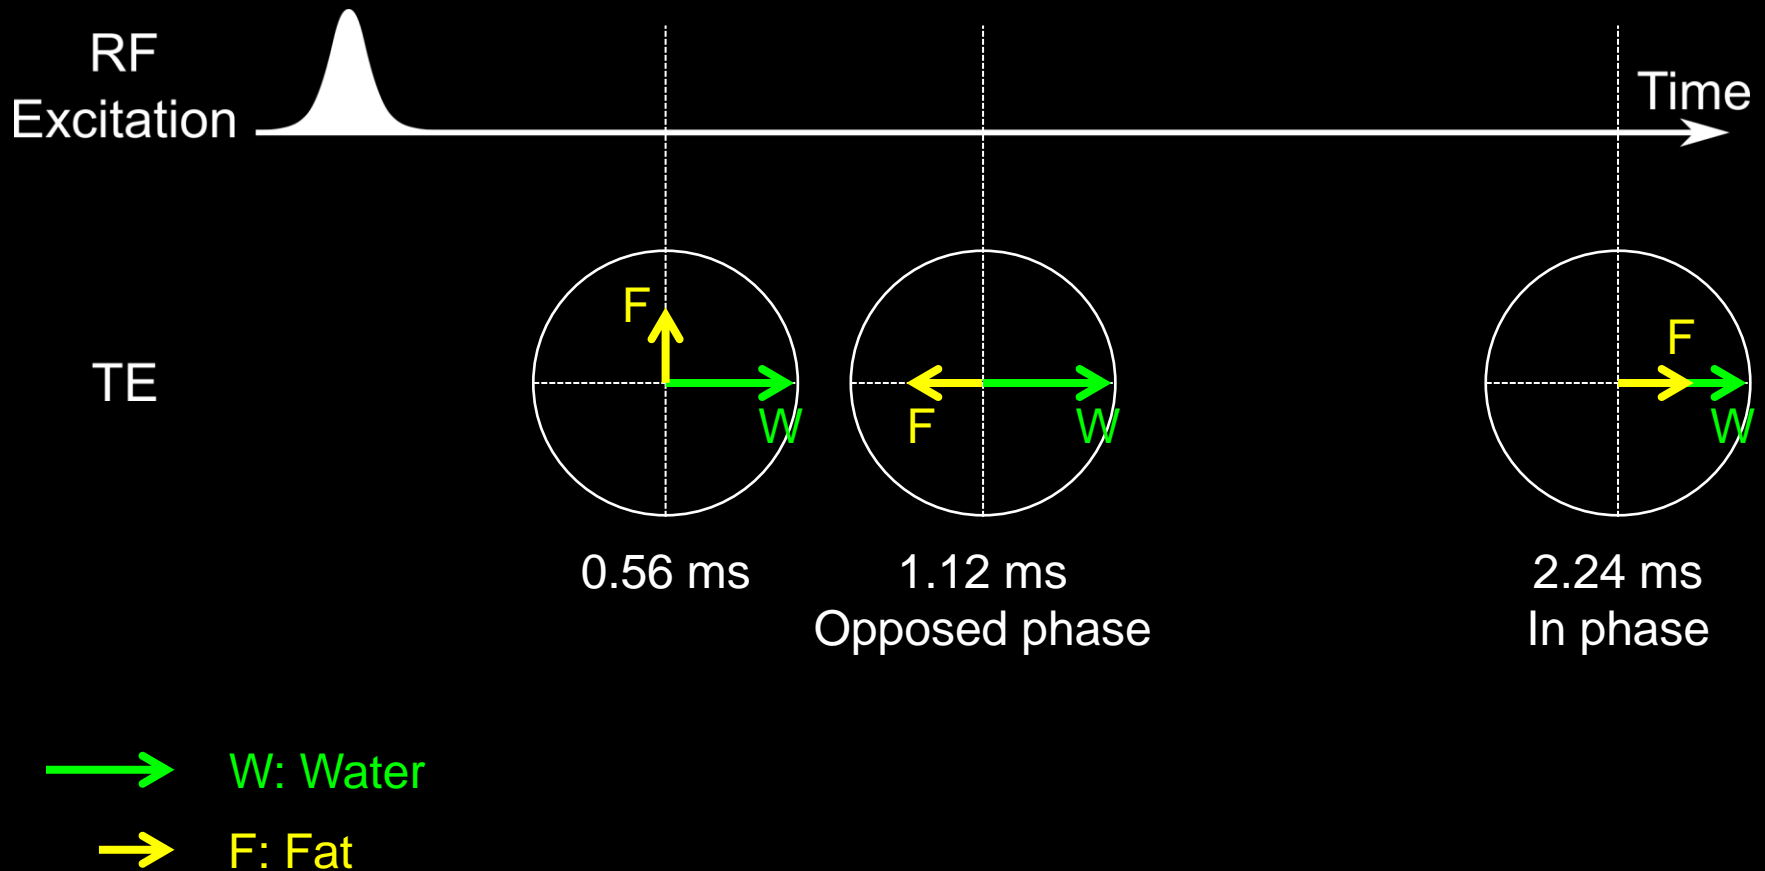 RF
Excitation
Time
TE
F
W
F
W
F
W
0.56 ms
1.12 ms
2.24 ms
Opposed phase
In phase
W: Water
F: Fat